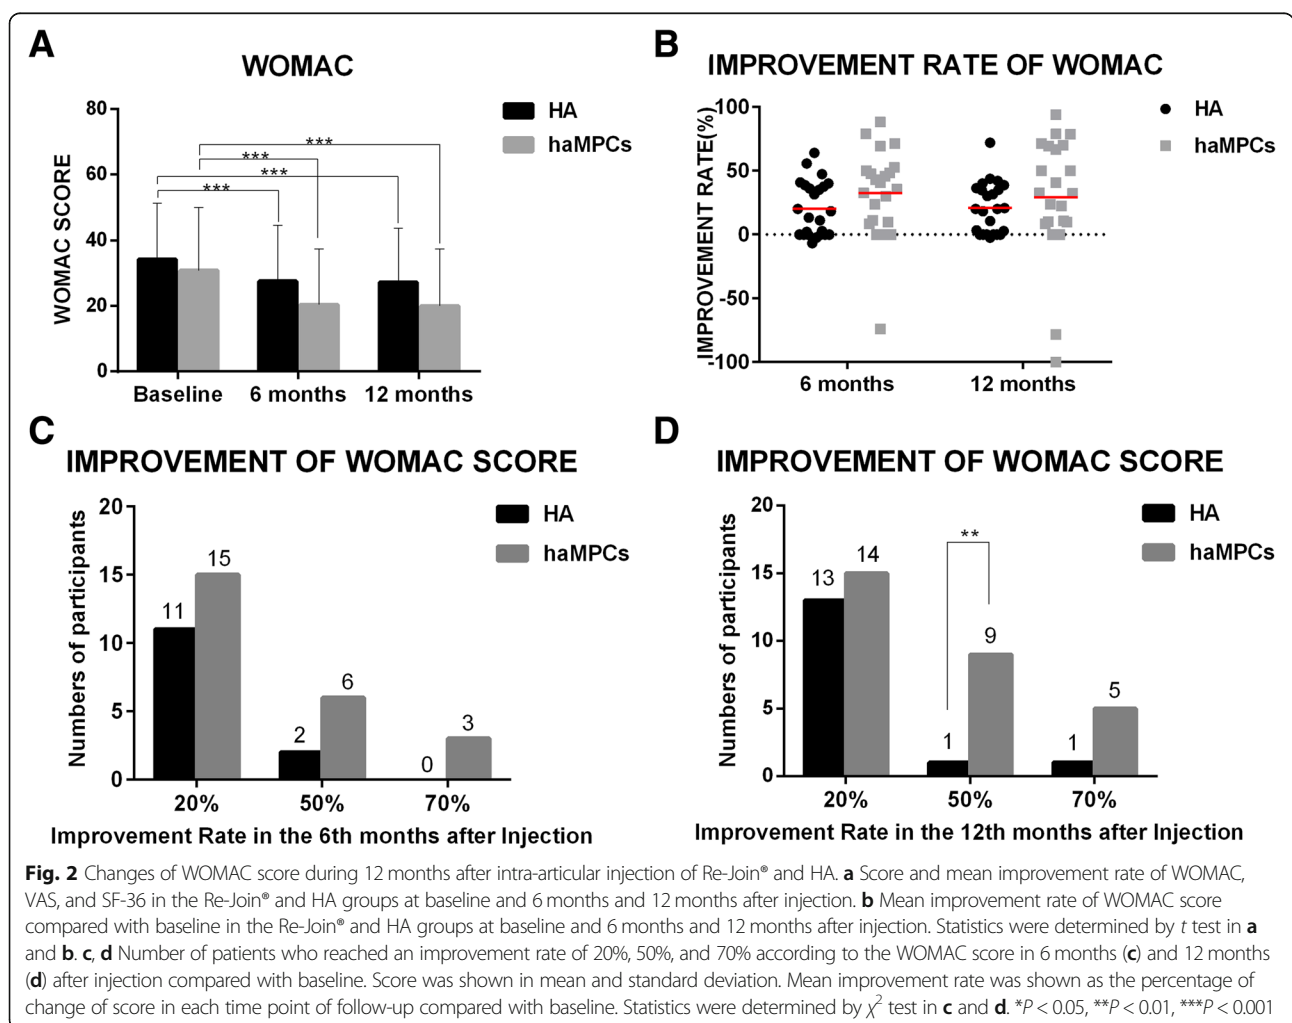 A
WOMAC
WOMAC SCORE
80
60
40
20
0
***
***
***
***
HA
haMPCs
Baseline 6 months 12 months
B
IMPROVEMENT RATE OF WOMAC
IMPROVEMENT RATE(%)
100
50
0
-50
-100
HA
haMPCs
6 months 12 months
C
IMPROVEMENT OF WOMAC SCORE
Numbers of participants
20
15
10
5
0
11
15
2
6
0
3
HA
haMPCs
20% 50% 70%
Improvement Rate in the 6th months after Injection
D
IMPROVEMENT OF WOMAC SCORE
Numbers of participants
20
15
10
5
0
13
14
**
1
9
1
5
HA
haMPCs
20% 50% 70%
Improvement Rate in the 12th months after Injection
Fig. 2 Changes of WOMAC score during 12 months after intra-articular injection of Re-Join® and HA. a Score and mean improvement rate of WOMAC,
VAS, and SF-36 in the Re-Join® and HA groups at baseline and 6 months and 12 months after injection. b Mean improvement rate of WOMAC score
compared with baseline in the Re-Join® and HA groups at baseline and 6 months and 12 months after injection. Statistics were determined by t test in a
and b. c, d Number of patients who reached an improvement rate of 20%, 50%, and 70% according to the WOMAC score in 6 months (c) and 12 months
(d) after injection compared with baseline. Score was shown in mean and standard deviation. Mean improvement rate was shown as the percentage of
change of score in each time point of follow-up compared with baseline. Statistics were determined by χ² test in c and d. *P < 0.05, **P < 0.01, ***P < 0.001